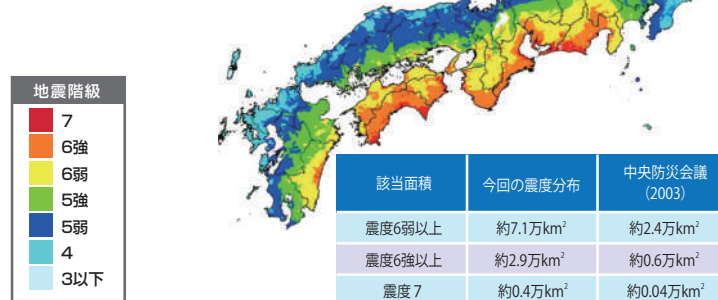 地震階級
7
6強
6弱
5強
5弱
4
3以下
該当面積 今回の震度分布 中央防災会議
（2003）
震度6弱以上 約7.1万km² 約2.4万km²
震度6強以上 約2.9万km² 約0.6万km²
震度７ 約0.4万km² 約0.04万km²